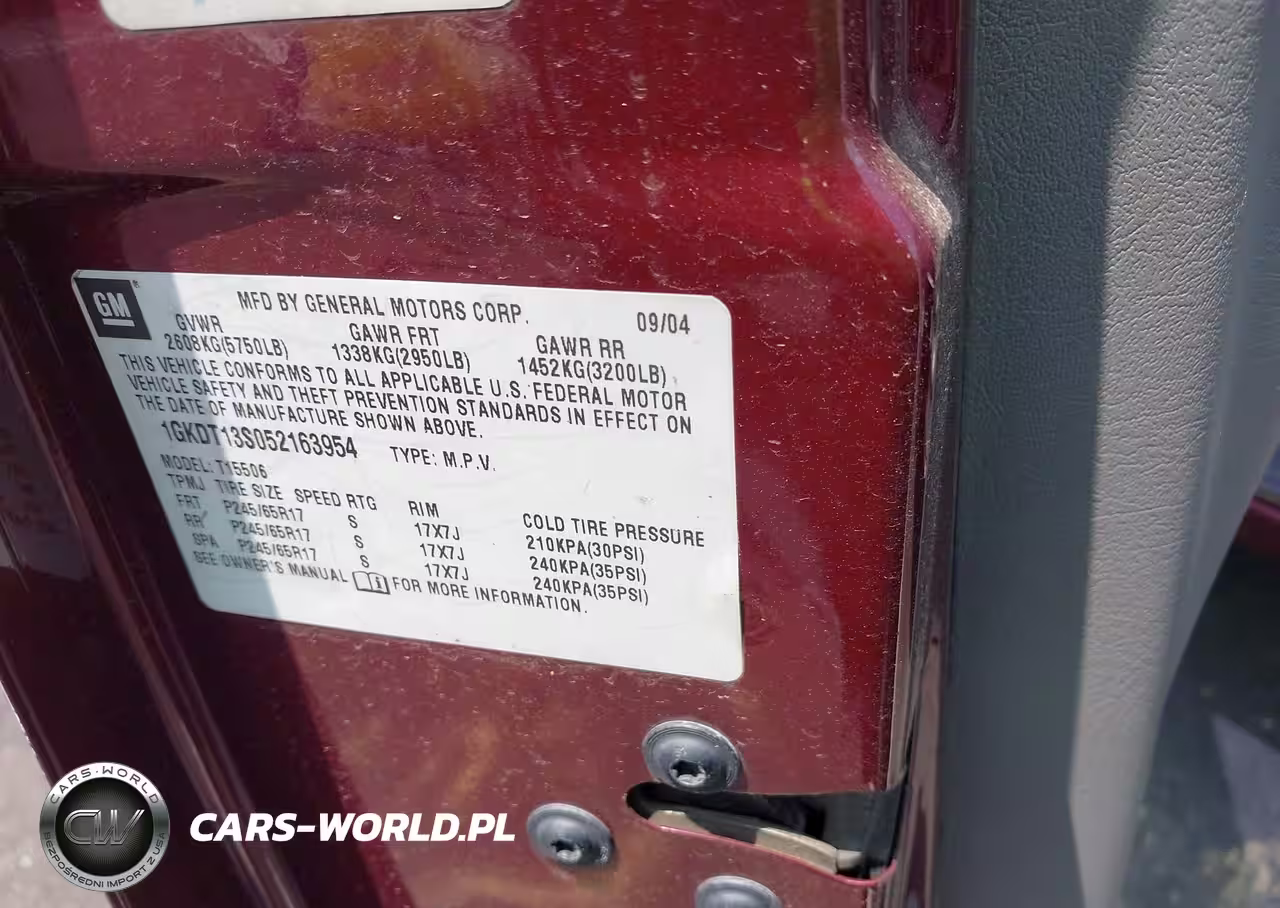 GM
MFD BY GENERAL MOTORS CORP.
09/04
GVWR GAWR FRT GAWR RR
2608KG(5750LB) 1338KG(2950LB) 1452KG(3200LB)
THIS VEHICLE CONFORMS TO ALL APPLICABLE U.S. FEDERAL MOTOR
VEHICLE SAFETY AND THEFT PREVENTION STANDARDS IN EFFECT ON
THE DATE OF MANUFACTURE SHOWN ABOVE.
1GKDT13S052163954 TYPE: M.P.V.
MODEL: T15506
TPMJ TIRE SIZE SPEED RTG RIM COLD TIRE PRESSURE
FRT P245/65R17 S 17X7J 210KPA(30PSI)
RR P245/65R17 S 17X7J 240KPA(35PSI)
SPA P245/65R17 S 17X7J 240KPA(35PSI)
SEE OWNER'S MANUAL FOR MORE INFORMATION.
CARS-WORLD
CW
BEZPOŚREDNI IMPORT Z USA
CARS-WORLD.PL